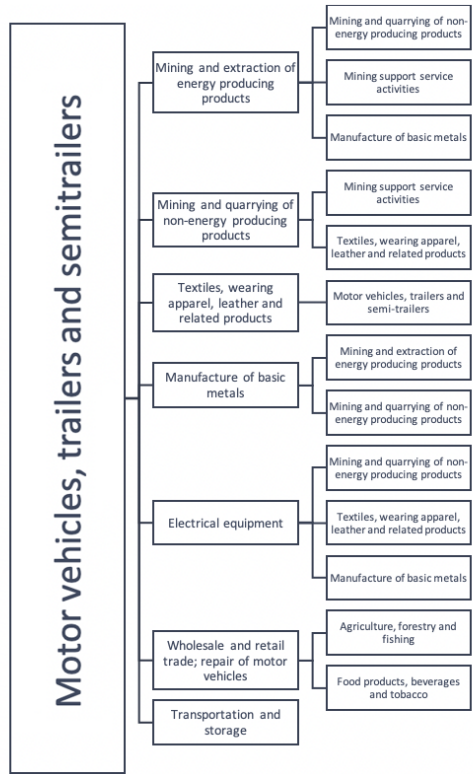 Motor vehicles, trailers and semitrailers
Mining and extraction of
energy producing
products
Mining and quarrying of non-
energy producing products
Mining support service
activities
Manufacture of basic metals
Mining and quarrying of
non-energy producing
products
Mining support service
activities
Textiles, wearing apparel,
leather and related products
Textiles, wearing
apparel, leather and
related products
Motor vehicles, trailers and
semi-trailers
Manufacture of basic
metals
Mining and extraction of
energy producing products
Mining and quarrying of non-
energy producing products
Electrical equipment
Mining and quarrying of non-
energy producing products
Textiles, wearing apparel,
leather and related products
Manufacture of basic metals
Wholesale and retail
trade; repair of motor
vehicles
Agriculture, forestry and
fishing
Food products, beverages
and tobacco
Transportation and
storage